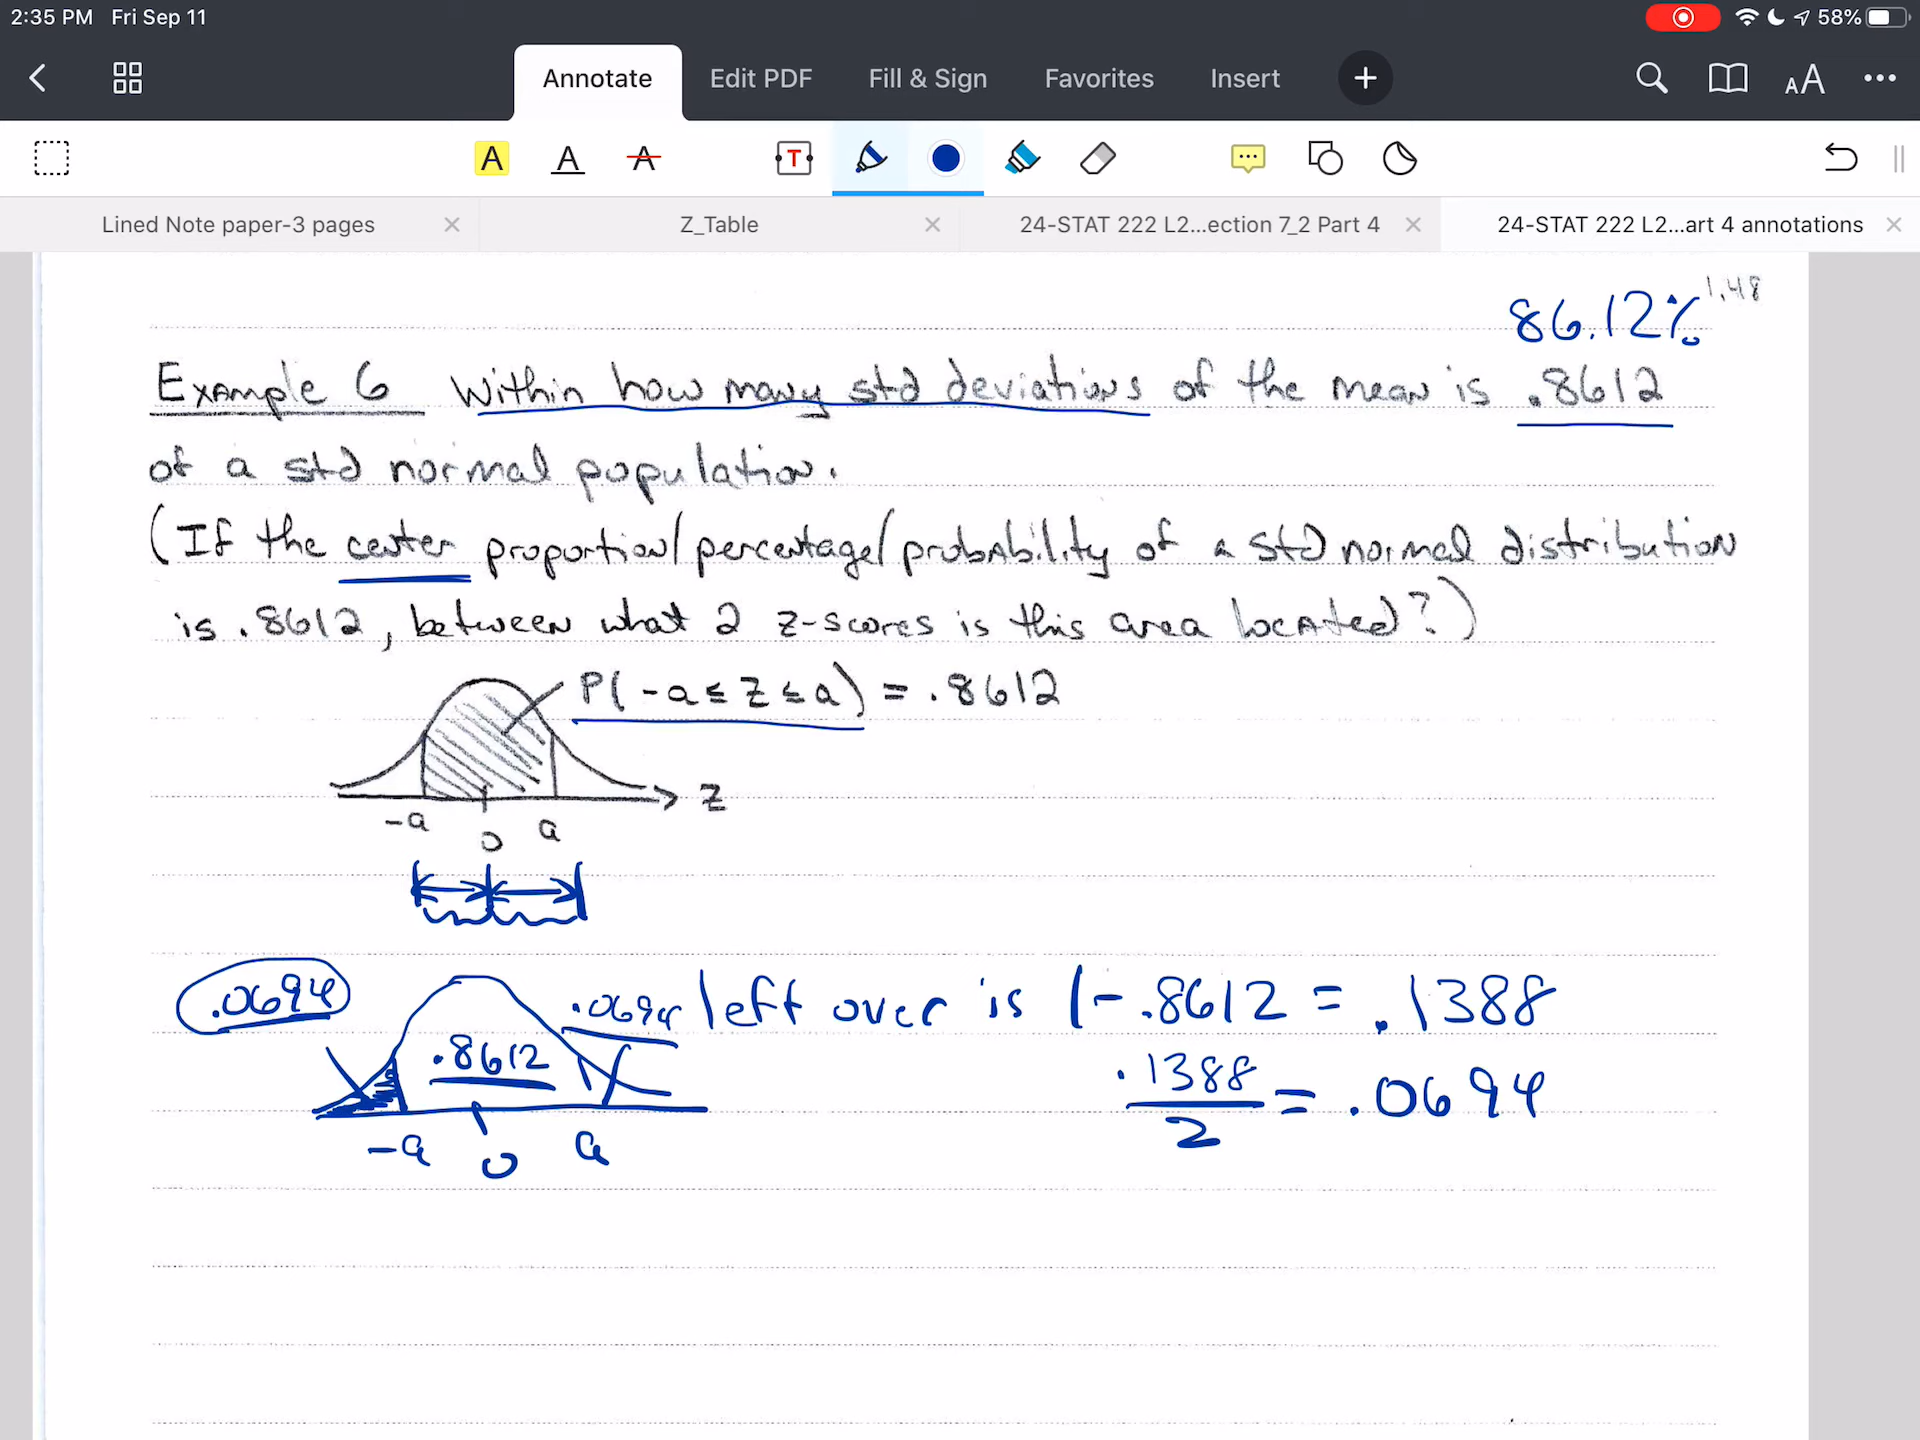 2:35 PM Fri Sep 11
58%
Annotate Edit PDF Fill & Sign Favorites Insert
AA
A A A T
Lined Note paper-3 pages Z_Table 24-STAT 222 L2...ection 7_2 Part 4 24-STAT 222 L2...art 4 annotations
86.12% 1.48
Example 6 Within how many std deviations of the mean is .8612
of a std normal population.
(If the center proportion/percentage/probability of a std normal distribution
is .8612, between what 2 z-scores is this area located?)
P(-a ≤ Z ≤ a) = .8612
Z
-a 0 a
.0694 .0694 left over is 1-.8612 = .1388
.8612
.1388/2 = .0694
-a 0 a